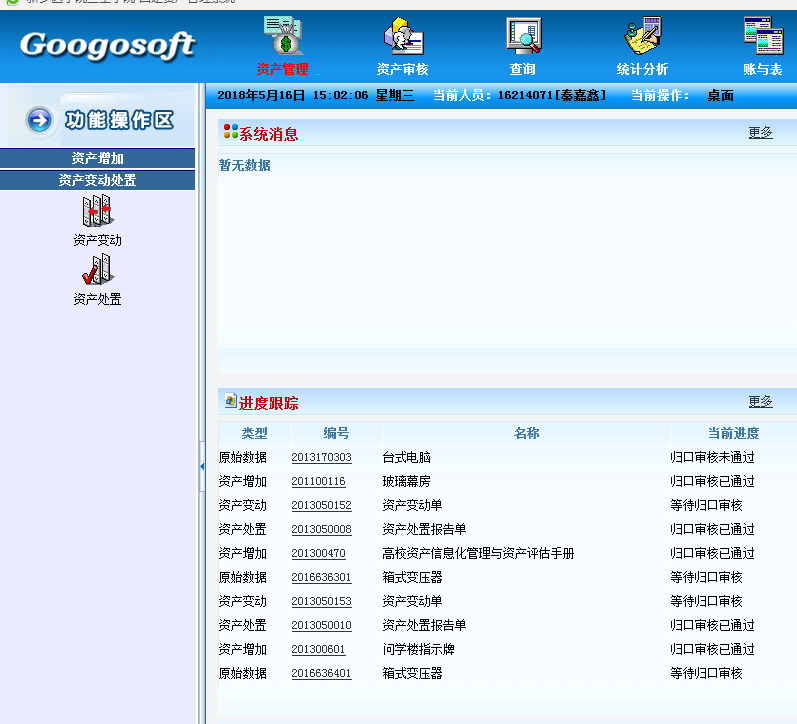 Googosoft
资产管理 资产审核 查询 统计分析 账与表
2018年5月16日 15:02:06 星期三 当前人员：16214071[秦嘉鑫] 当前操作： 桌面
功能操作区
资产增加
资产变动处置
资产变动
资产处置
系统消息 更多
暂无数据
进度跟踪 更多
类型 编号 名称 当前进度
原始数据 2013170303 台式电脑 归口审核未通过
资产增加 201100116 玻璃幕房 归口审核已通过
资产变动 2013050152 资产变动单 等待归口审核
资产处置 2013050008 资产处置报告单 归口审核已通过
资产增加 201300470 高校资产信息化管理与资产评估手册 归口审核已通过
原始数据 2016636301 箱式变压器 等待归口审核
资产变动 2013050153 资产变动单 等待归口审核
资产处置 2013050010 资产处置报告单 归口审核已通过
资产增加 201300601 问学楼指示牌 归口审核已通过
原始数据 2016636401 箱式变压器 等待归口审核